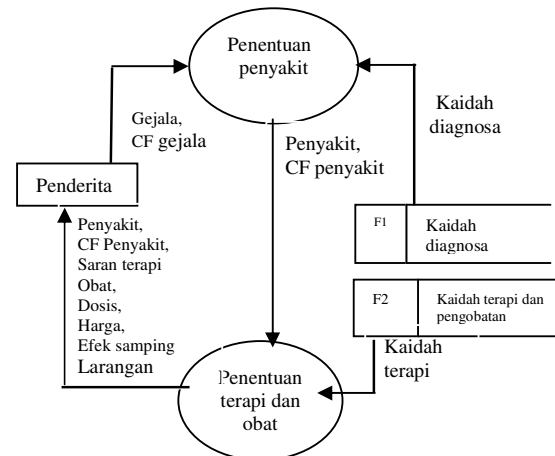 Penentuan
penyakit
Gejala,
CF gejala
Kaidah
diagnosa
Penyakit,
CF penyakit
Penderita
F1
Kaidah
diagnosa
Penyakit,
CF Penyakit,
Saran terapi
Obat,
Dosis,
Harga,
Efek samping
Larangan
F2
Kaidah terapi dan
pengobatan
Kaidah
terapi
Penentuan
terapi dan
obat